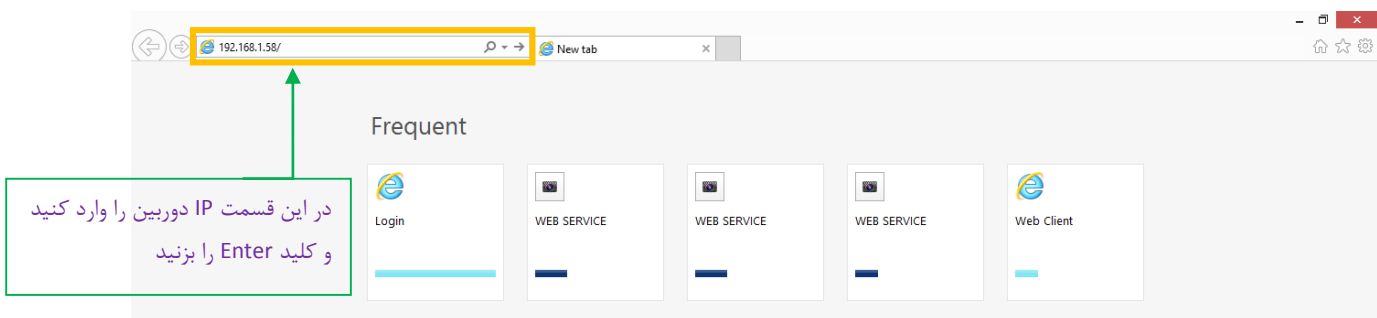 192.168.1.58/
New tab
Frequent
در این قسمت IP دوربین را وارد کنید
و کلید Enter را بزنید
Login
WEB SERVICE
WEB SERVICE
WEB SERVICE
Web Client